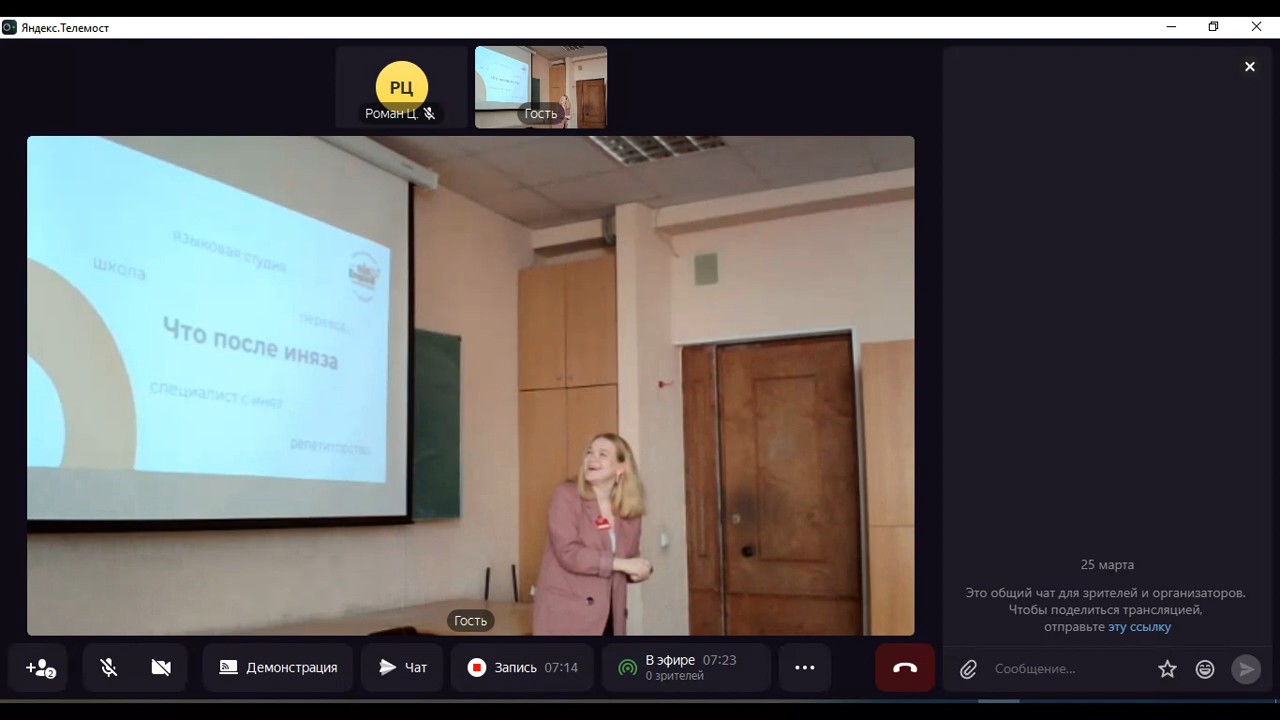 Яндекс.Телемост
РЦ
Роман Ц.
Гость
языковая студия
школа
перевод
Что после иняза
специалист с иняз
репетиторство
Гость
25 марта
Это общий чат для зрителей и организаторов.
Чтобы поделиться трансляцией,
отправьте эту ссылку
2
Демонстрация
Чат
Запись 07:14
В эфире 07:23
0 зрителей
Сообщение...